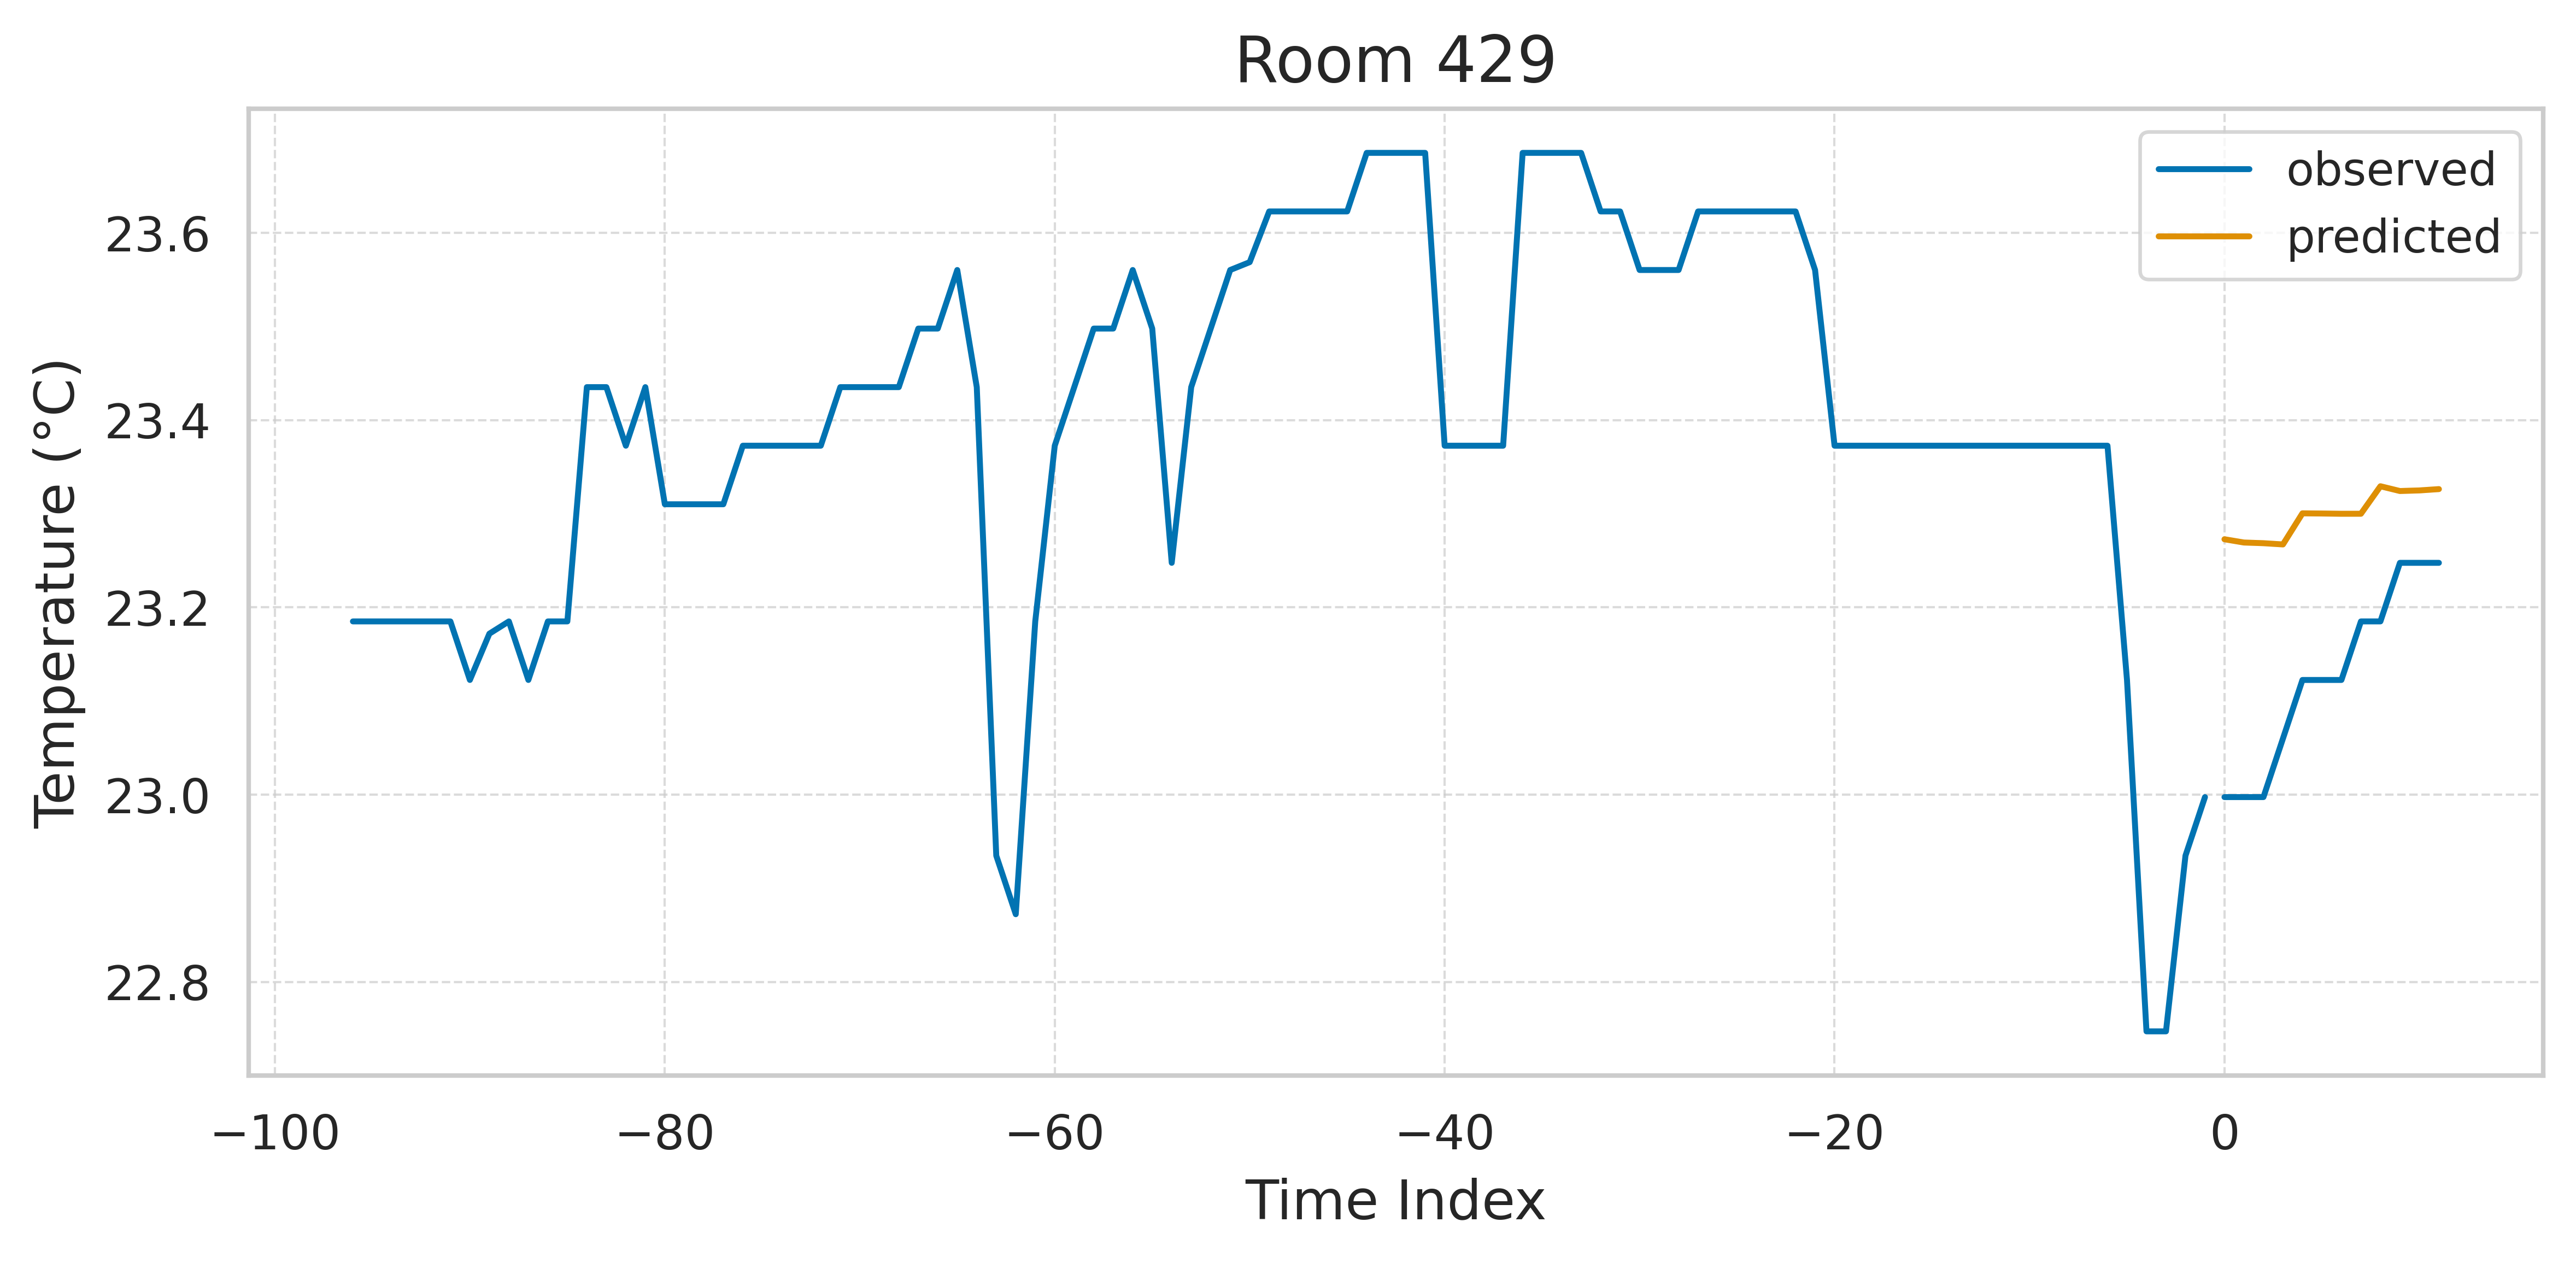 Room 429
observed
predicted
Temperature (°C)
23.6
23.4
23.2
23.0
22.8
−100
−80
−60
−40
−20
0
Time Index